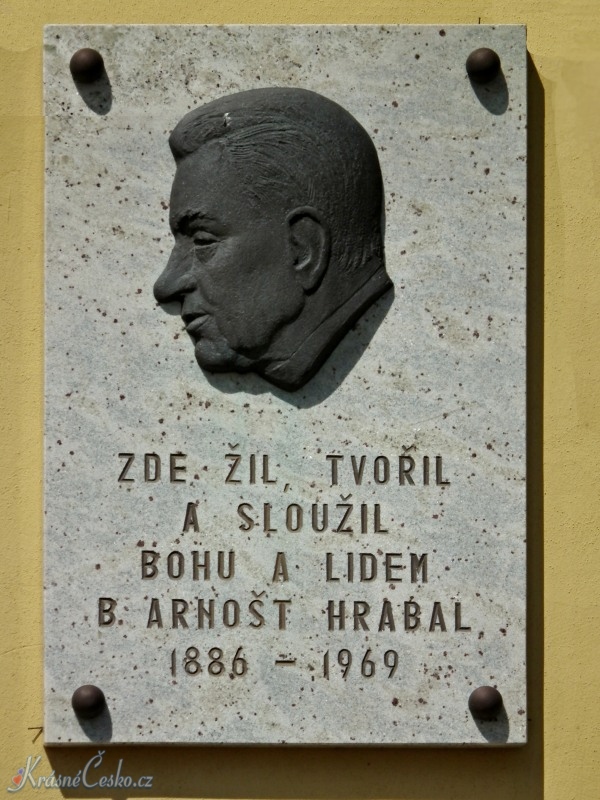 ZDE ŽIL, TVOŘIL
A SLOUŽIL
BOHU A LIDEM
B. ARNOŠT HRABAL
1886 – 1969
KrásnéČesko.cz